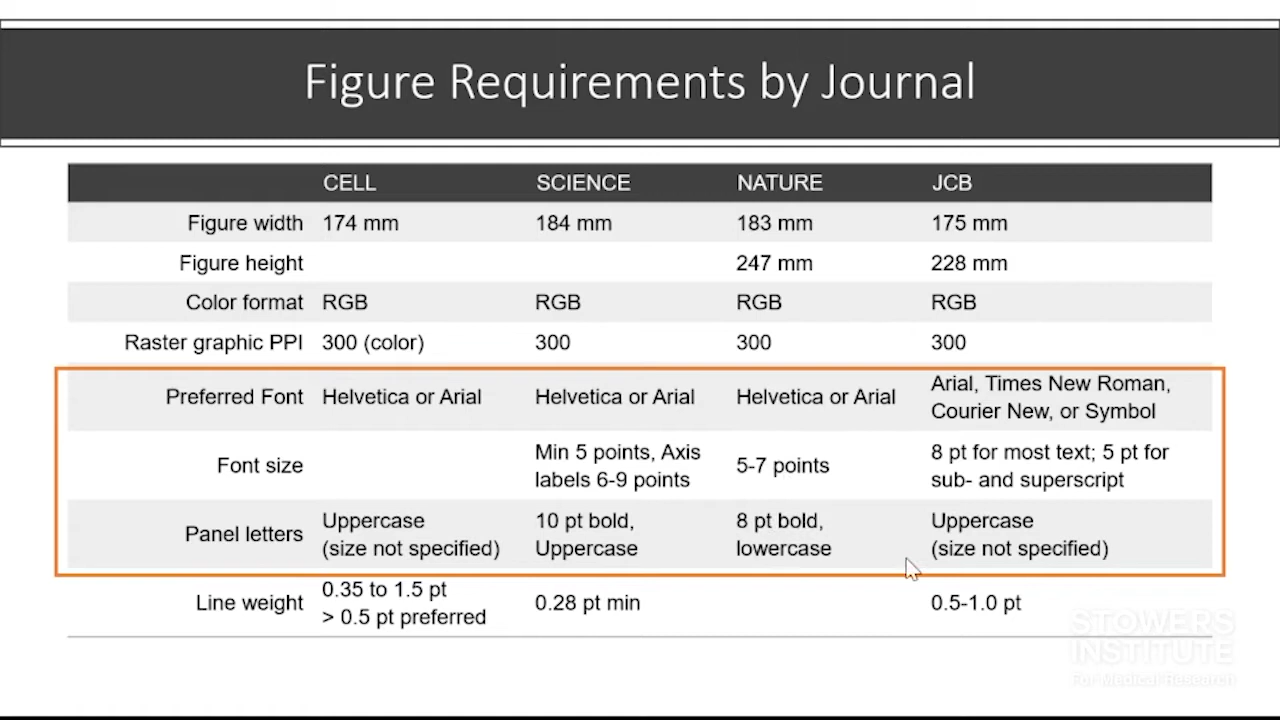 Figure Requirements by Journal
CELL SCIENCE NATURE JCB
Figure width 174 mm 184 mm 183 mm 175 mm
Figure height 247 mm 228 mm
Color format RGB RGB RGB RGB
Raster graphic PPI 300 (color) 300 300 300
Preferred Font Helvetica or Arial Helvetica or Arial Helvetica or Arial Arial, Times New Roman,
Courier New, or Symbol
Font size Min 5 points, Axis
labels 6-9 points
5-7 points
8 pt for most text; 5 pt for
sub- and superscript
Panel letters Uppercase
(size not specified)
10 pt bold,
Uppercase
8 pt bold,
lowercase
Uppercase
(size not specified)
Line weight 0.35 to 1.5 pt
> 0.5 pt preferred
0.28 pt min
0.5-1.0 pt
STOWERS
INSTITUTE
For Medical Research